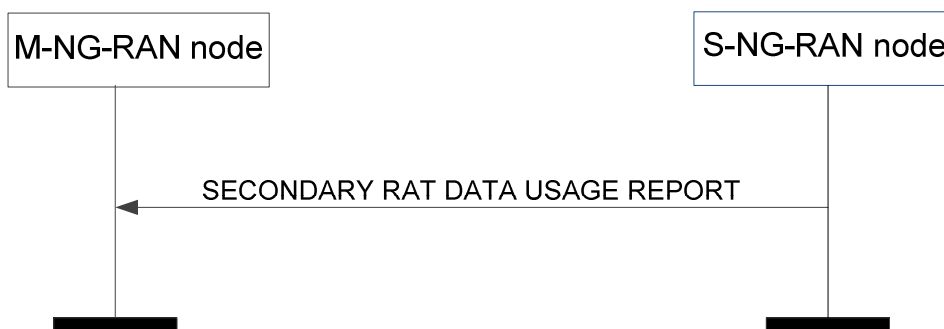 M-NG-RAN node
S-NG-RAN node
SECONDARY RAT DATA USAGE REPORT